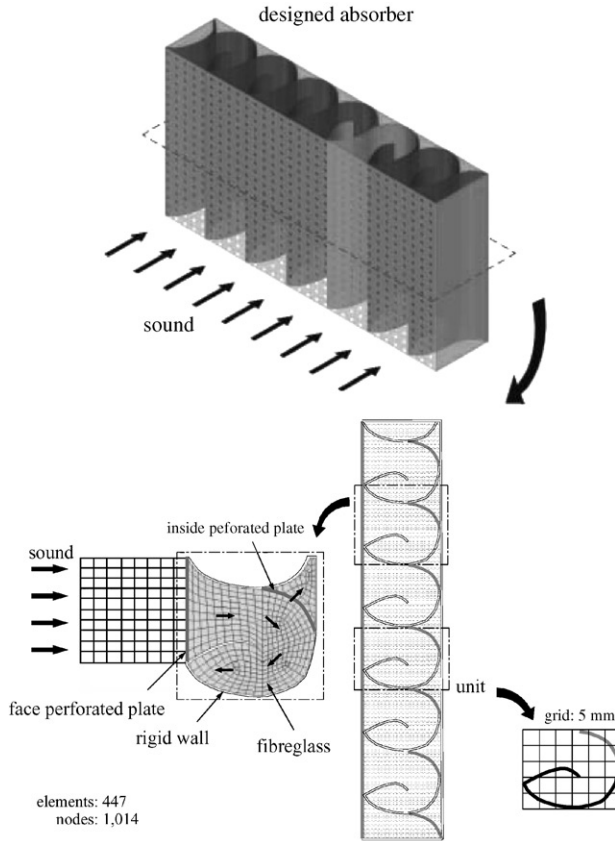 designed absorber
sound
inside peforated plate
sound
unit
face perforated plate
rigid wall
fibreglass
grid: 5 mm
elements: 447
nodes: 1,014